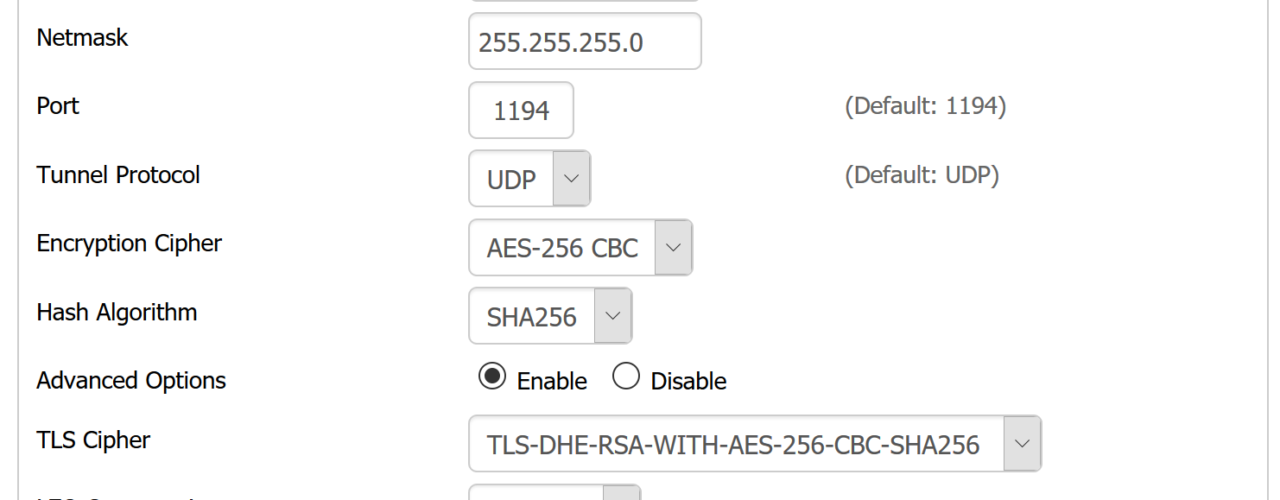 Netmask 255.255.255.0
Port 1194 (Default: 1194)
Tunnel Protocol UDP (Default: UDP)
Encryption Cipher AES-256 CBC
Hash Algorithm SHA256
Advanced Options Enable Disable
TLS Cipher TLS-DHE-RSA-WITH-AES-256-CBC-SHA256